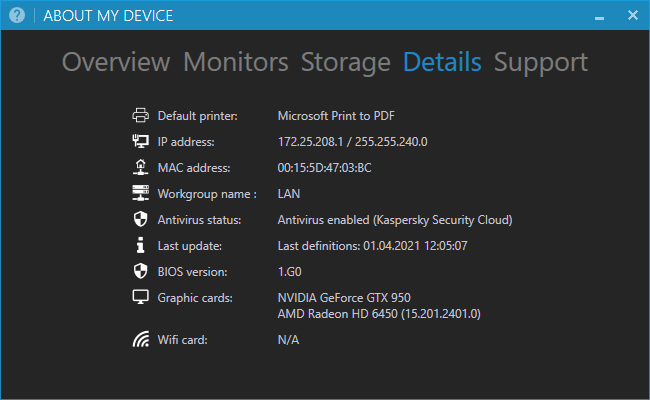 ? ABOUT MY DEVICE
Overview Monitors Storage Details Support
Default printer: Microsoft Print to PDF
IP address: 172.25.208.1 / 255.255.240.0
MAC address: 00:15:5D:47:03:BC
Workgroup name : LAN
Antivirus status: Antivirus enabled (Kaspersky Security Cloud)
Last update: Last definitions: 01.04.2021 12:05:07
BIOS version: 1.G0
Graphic cards: NVIDIA GeForce GTX 950
AMD Radeon HD 6450 (15.201.2401.0)
Wifi card: N/A